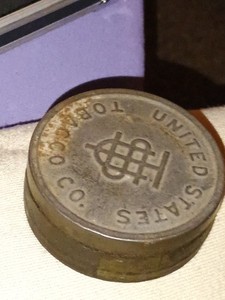 UNITED STATES TOBACCO CO.